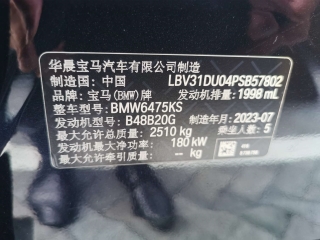 华晨宝马汽车有限公司制造
制造国: 中国 LBV31DU04PSB57802
品牌: 宝马(BMW)牌 发动机排量: 1998 mL
整车型号: BMW6475KS
发动机型号: B48B20G 制造年月: 2023-07
最大允许总质量: 2510 kg 乘坐人数: 5
发动机最大净功率: 180 kW
最大允许牵引质量: -- kg